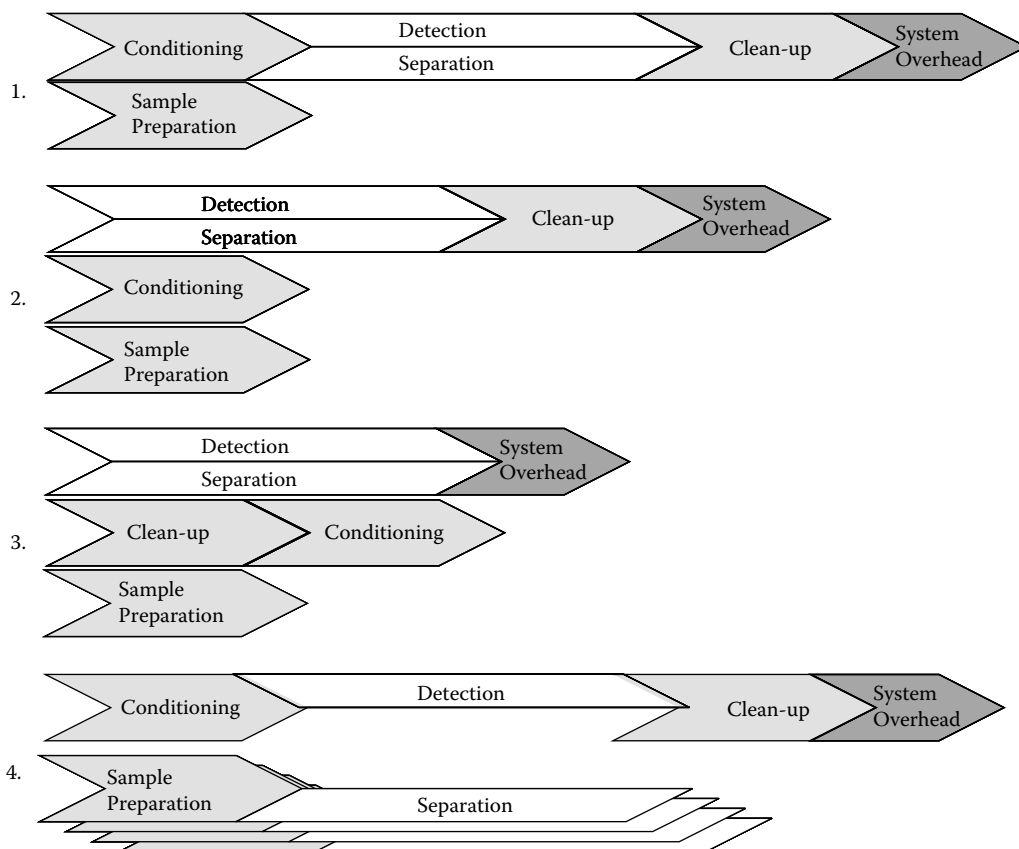 1.
Conditioning
Detection
Separation
Clean-up
System
Overhead
Sample
Preparation
2.
Detection
Separation
Clean-up
System
Overhead
Conditioning
Sample
Preparation
3.
Detection
Separation
System
Overhead
Clean-up
Conditioning
Sample
Preparation
4.
Conditioning
Detection
Clean-up
System
Overhead
Sample
Preparation
Separation